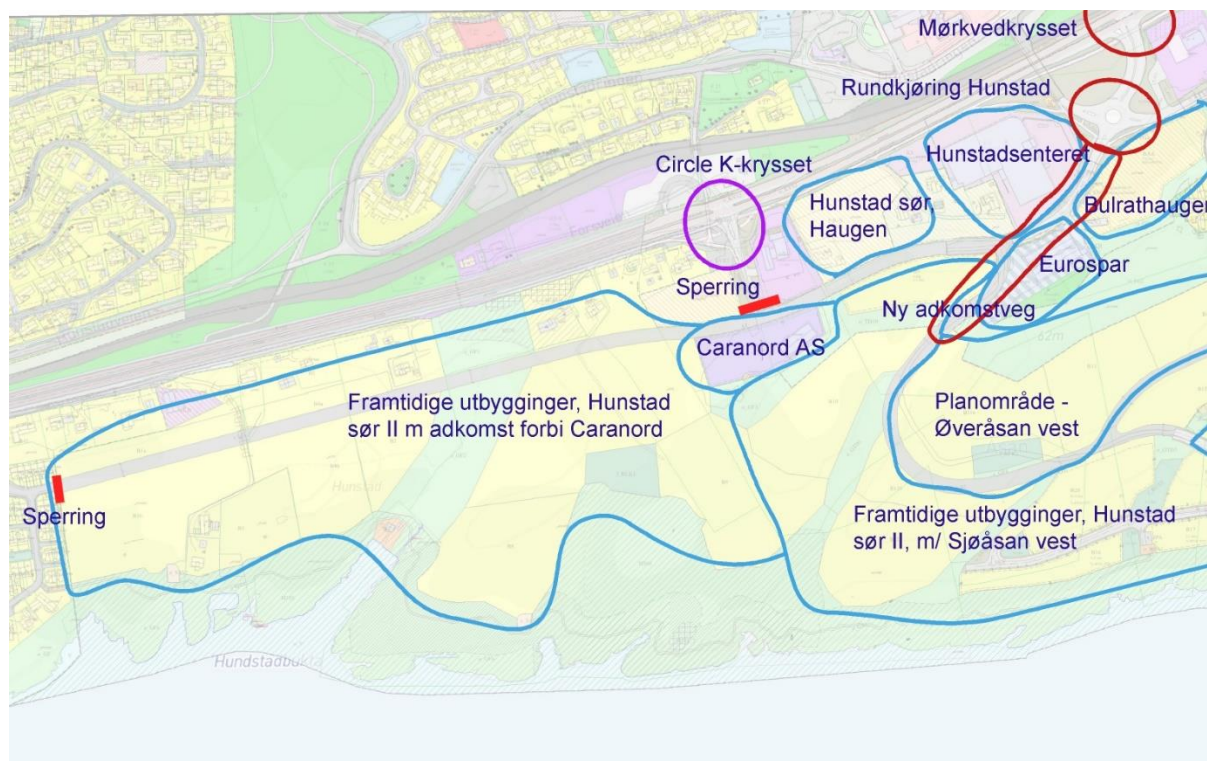 Mørkvedkrysset
Rundkjøring Hunstad
Hunstadsenteret
Circle K-krysset
Hunstad sør,
Haugen
Bulrathaugen
Eurospar
Sperring
Ny adkomstveg
Caranord AS
Framtidige utbygginger, Hunstad
sør II m adkomst forbi Caranord
Planområde -
Øveråsan vest
Hunstad
Sperring
Framtidige utbygginger, Hunstad
sør II, m/ Sjøåsan vest
Hundstadbukta